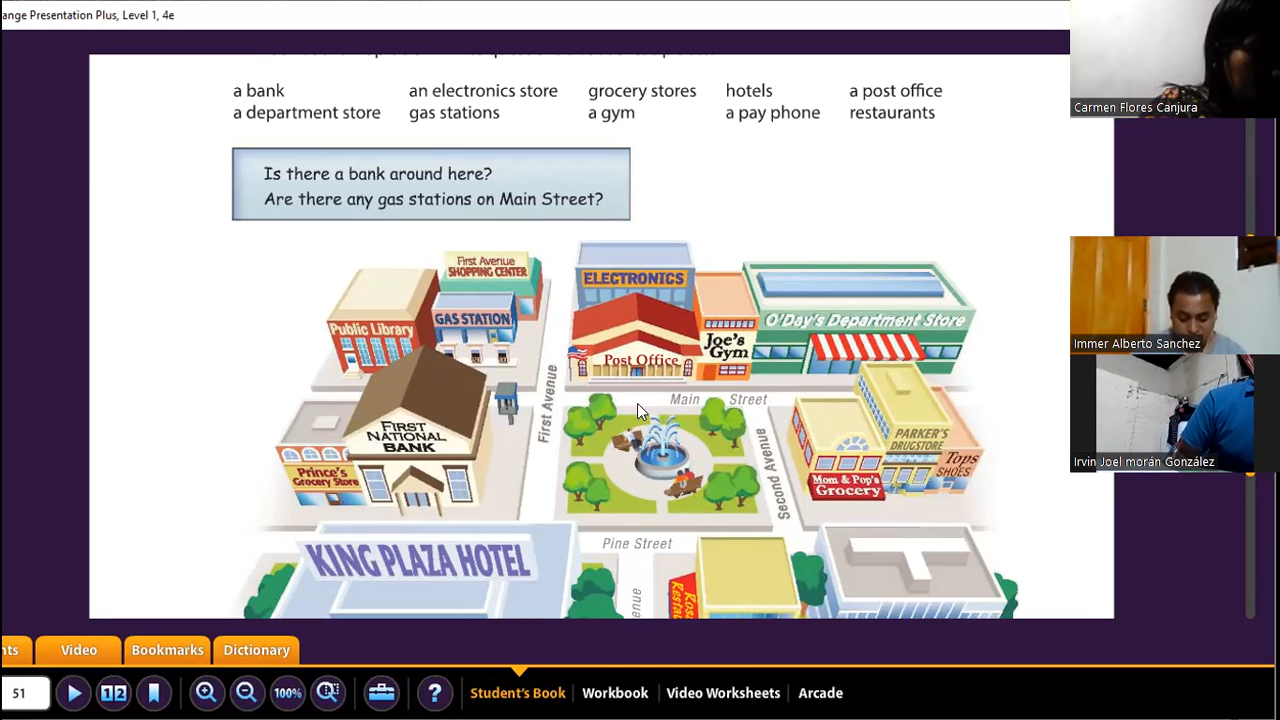 ange Presentation Plus, Level 1, 4e
a bank an electronics store grocery stores hotels a post office
a department store gas stations a gym a pay phone restaurants
Is there a bank around here?
Are there any gas stations on Main Street?
First Avenue
SHOPPING CENTER
GAS STATION
Public Library
ELECTRONICS
Post Office
Joe's
Gym
O'Day's Department Store
Main Street
First Avenue
FIRST
NATIONAL
BANK
Prince's
Grocery Store
Second Avenue
PARKER'S
DRUGSTORE
Tops
SHOES
Mom & Pop's
Grocery
Pine Street
KING PLAZA HOTEL
enue
Carmen Flores Canjura
Immer Alberto Sanchez
Irvin Joel morán González
nts Video Bookmarks Dictionary
51 12 100% ? Student's Book Workbook Video Worksheets Arcade